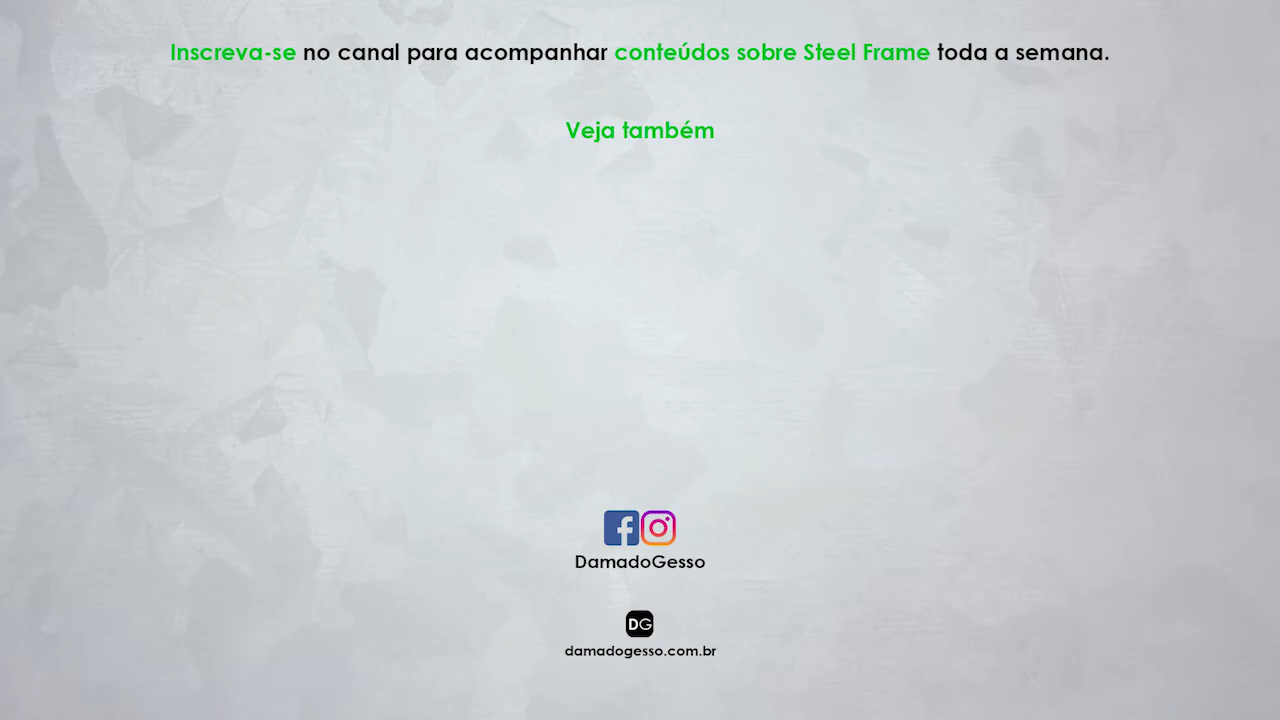 Inscreva-se no canal para acompanhar conteúdos sobre Steel Frame toda a semana.
Veja também
DamadoGesso
DG
damadogesso.com.br